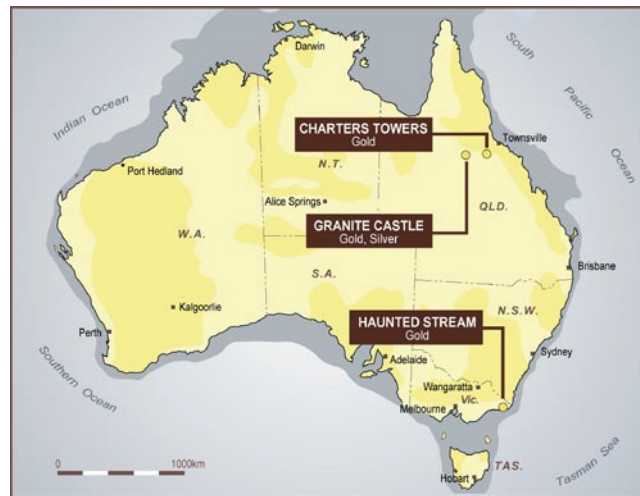 Darwin
South
Pacific
Ocean
Indian Ocean
CHARTERS TOWERS
Gold
Townsville
N.T.
Port Hedland
Alice Springs
QLD.
GRANITE CASTLE
Gold, Silver
W.A.
S.A.
Brisbane
Kalgoorlie
N.S.W.
HAUNTED STREAM
Gold
Perth
Sydney
Adelaide
Southern Ocean
Wangaratta
Vic.
Melbourne
0 1000km
TAS.
Hobart
Tasman Sea